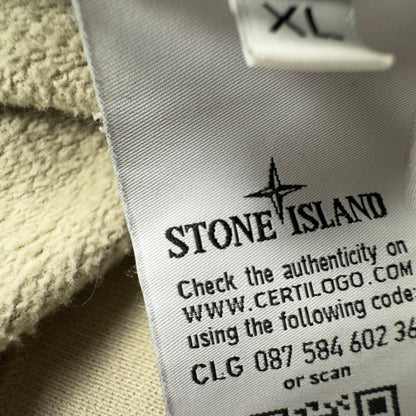 XL
STONE ISLAND
Check the authenticity on
WWW.CERTILOGO.COM
using the following code:
CLG 087 584 602 36
or scan